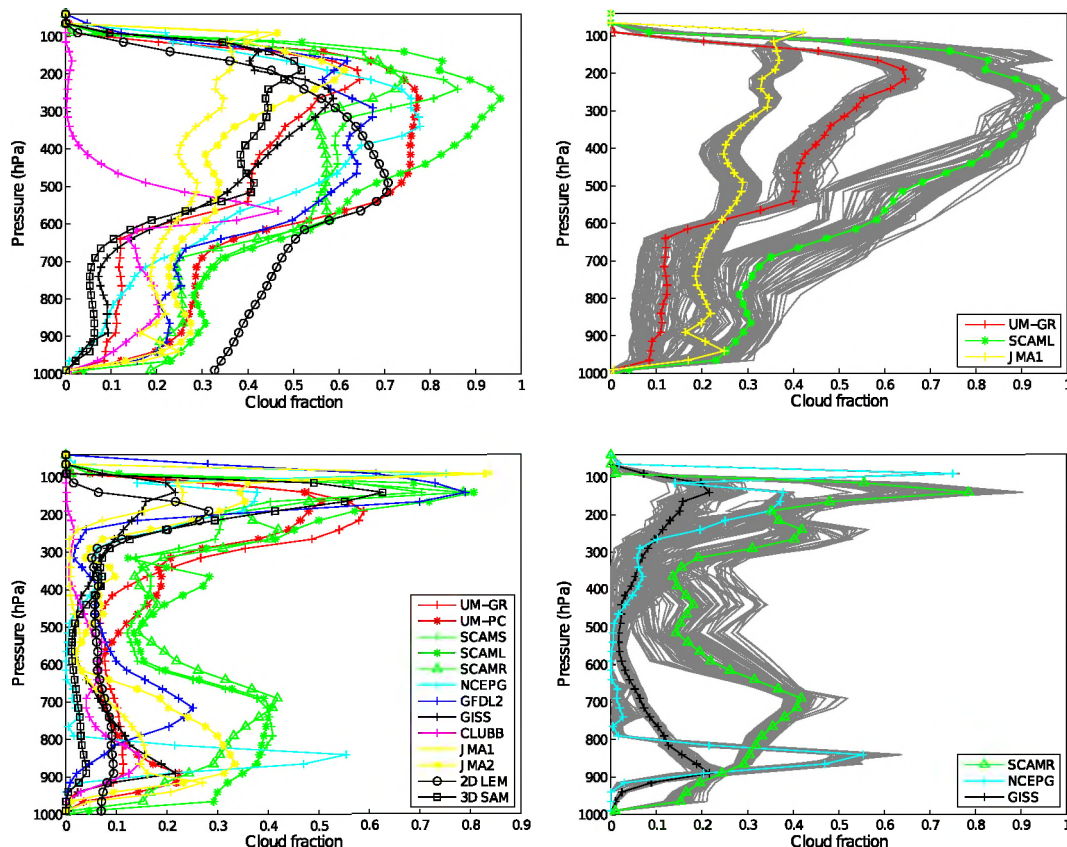 100
200
300
400
500
600
700
800
900
1000
Pressure (hPa)
0 0.1 0.2 0.3 0.4 0.5 0.6 0.7 0.8 0.9 1
Cloud fraction
100
200
300
400
500
600
700
800
900
1000
Pressure (hPa)
UM-GR
SCAML
JMA1
0.1 0.2 0.3 0.4 0.5 0.6 0.7 0.8 0.9 1
Cloud fraction
100
200
300
400
500
600
700
800
900
1000
Pressure (hPa)
UM-GR
UM-PC
SCAMS
SCAML
SCAMR
NCEPG
GFDL2
GISS
CLUBB
JMA1
JMA2
2D LEM
3D SAM
0 0.1 0.2 0.3 0.4 0.5 0.6 0.7 0.8 0.9
Cloud fraction
100
200
300
400
500
600
700
800
900
1000
Pressure (hPa)
SCAMR
NCEPG
GISS
0 0.1 0.2 0.3 0.4 0.5 0.6 0.7 0.8 0.9 1
Cloud fraction